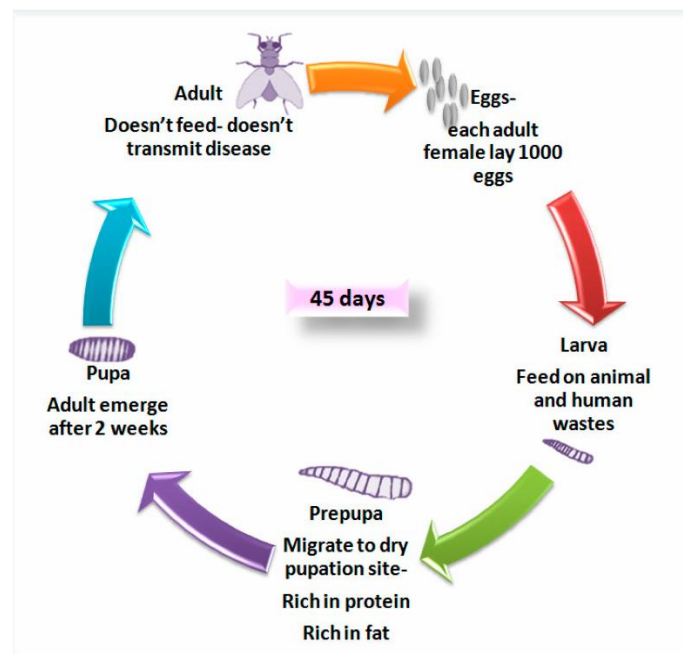 Adult
Doesn't feed- doesn't
transmit disease
Eggs-
each adult
female lay 1000
eggs
45 days
Larva
Feed on animal
and human
wastes
Prepupa
Migrate to dry
pupation site-
Rich in protein
Rich in fat
Pupa
Adult emerge
after 2 weeks